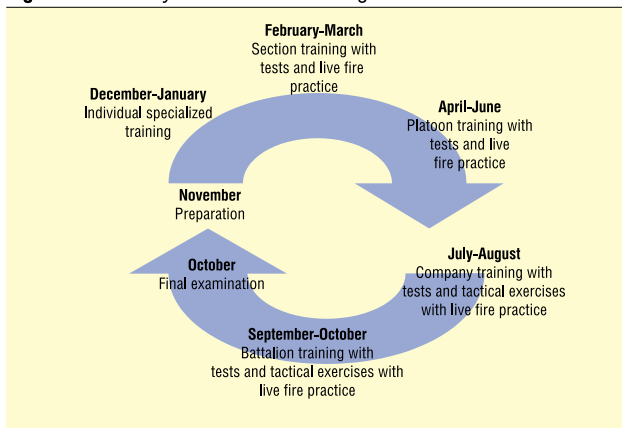 February-March
Section training with
tests and live fire
practice
December-January
Individual specialized
training
April-June
Platoon training with
tests and live
fire practice
November
Preparation
July-August
Company training with
tests and tactical exercises
with live fire practice
October
Final examination
September-October
Battalion training with
tests and tactical exercises with
live fire practice